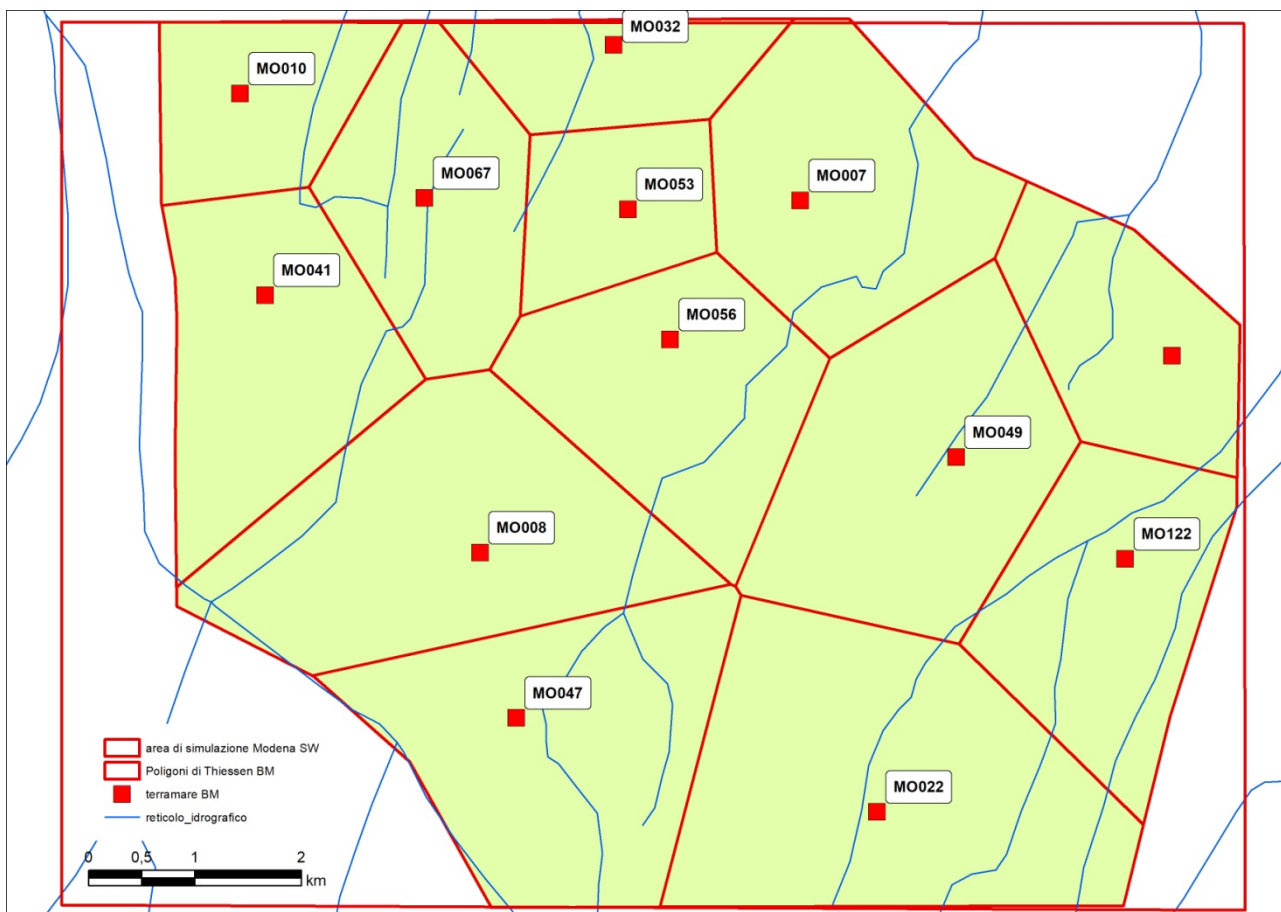 MO032
MO010
MO067
MO007
MO053
MO041
MO056
MO049
MO008
MO122
MO047
MO022
area di simulazione Modena SW
Poligoni di Thiessen BM
terramare BM
reticolo_idrografico
0 0,5 1 2
km